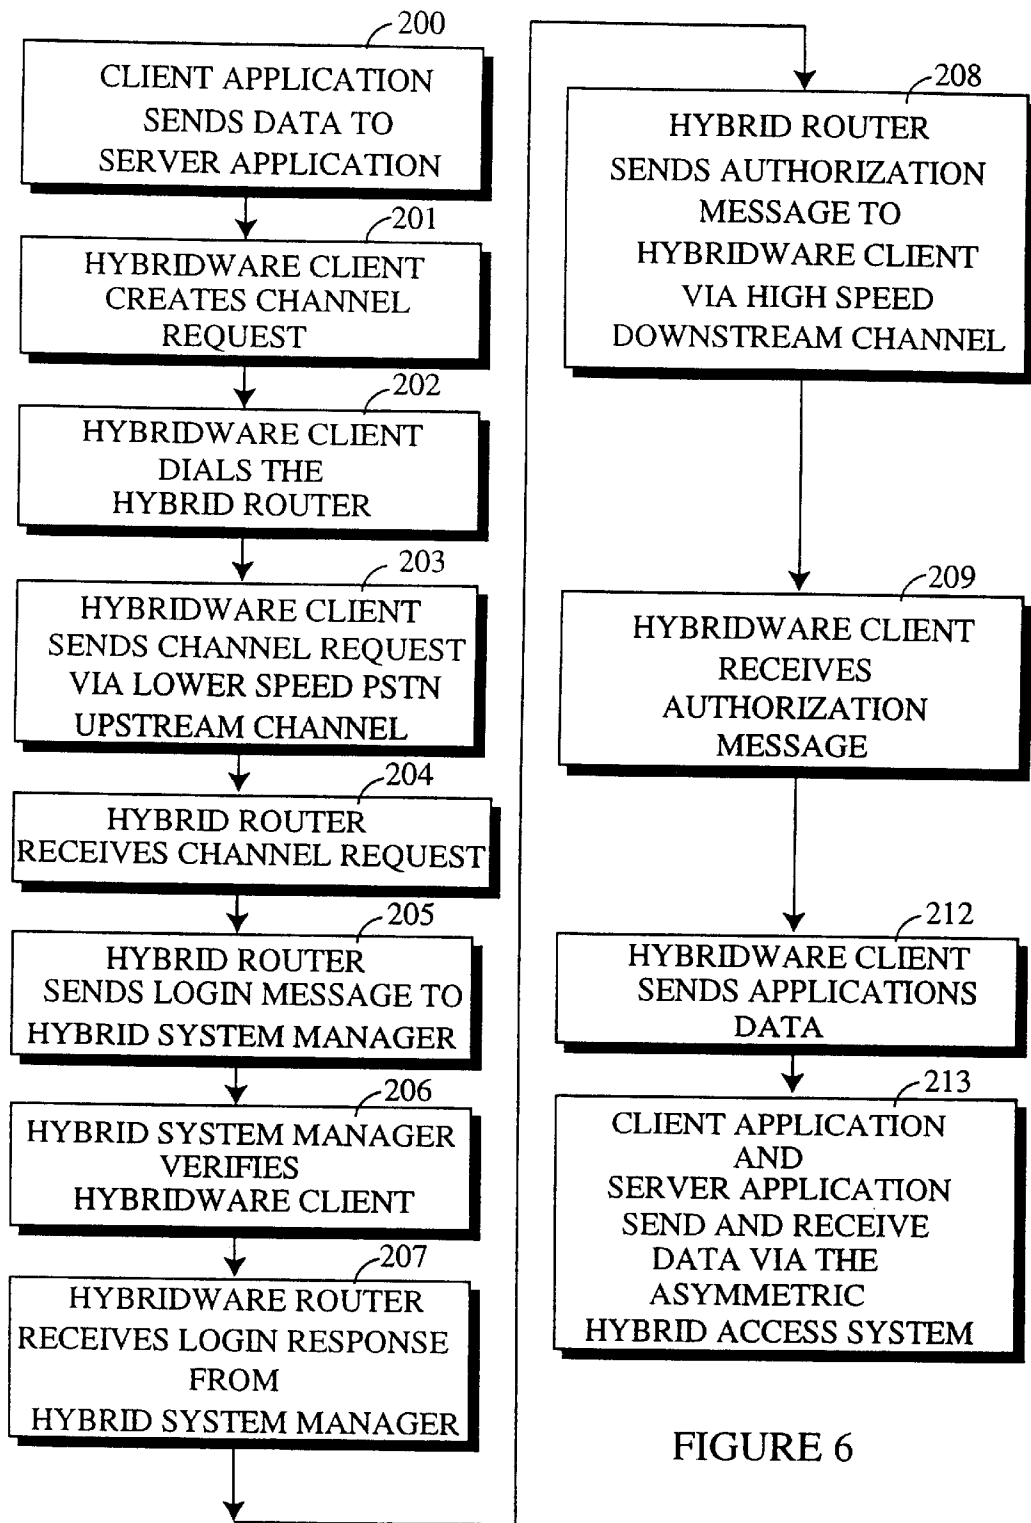 200
CLIENT APPLICATION
SENDS DATA TO
SERVER APPLICATION
201
HYBRIDWARE CLIENT
CREATES CHANNEL
REQUEST
202
HYBRIDWARE CLIENT
DIALS THE
HYBRID ROUTER
203
HYBRIDWARE CLIENT
SENDS CHANNEL REQUEST
VIA LOWER SPEED PSTN
UPSTREAM CHANNEL
204
HYBRID ROUTER
RECEIVES CHANNEL REQUEST
205
HYBRID ROUTER
SENDS LOGIN MESSAGE TO
HYBRID SYSTEM MANAGER
206
HYBRID SYSTEM MANAGER
VERIFIES
HYBRIDWARE CLIENT
207
HYBRIDWARE ROUTER
RECEIVES LOGIN RESPONSE
FROM
HYBRID SYSTEM MANAGER
208
HYBRID ROUTER
SENDS AUTHORIZATION
MESSAGE TO
HYBRIDWARE CLIENT
VIA HIGH SPEED
DOWNSTREAM CHANNEL
209
HYBRIDWARE CLIENT
RECEIVES
AUTHORIZATION
MESSAGE
212
HYBRIDWARE CLIENT
SENDS APPLICATIONS
DATA
213
CLIENT APPLICATION
AND
SERVER APPLICATION
SEND AND RECEIVE
DATA VIA THE
ASYMMETRIC
HYBRID ACCESS SYSTEM
FIGURE 6